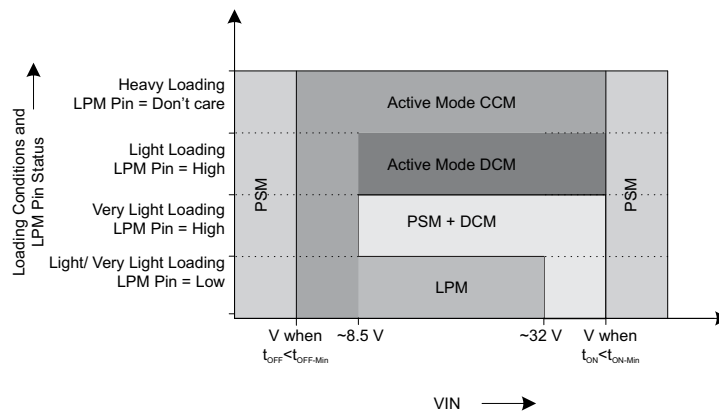 Loading Conditions and
LPM Pin Status
Heavy Loading
LPM Pin = Don't care
Light Loading
LPM Pin = High
Very Light Loading
LPM Pin = High
Light/ Very Light Loading
LPM Pin = Low
PSM
Active Mode CCM
Active Mode DCM
PSM + DCM
LPM
PSM
V when
tOFF<tOFF-Min
~8.5 V
~32 V
V when
tON<tON-Min
VIN